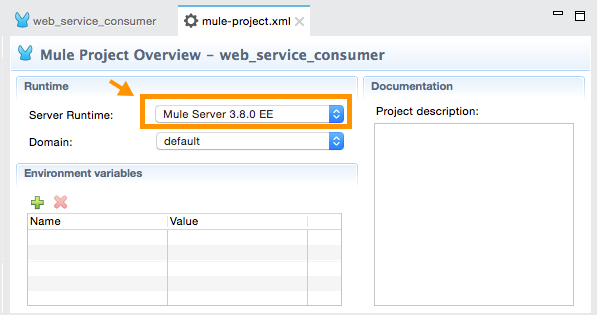 web_service_consumer mule-project.xml
Mule Project Overview – web_service_consumer
Runtime
Server Runtime: Mule Server 3.8.0 EE
Domain: default
Environment variables
Name Value
Documentation
Project description: